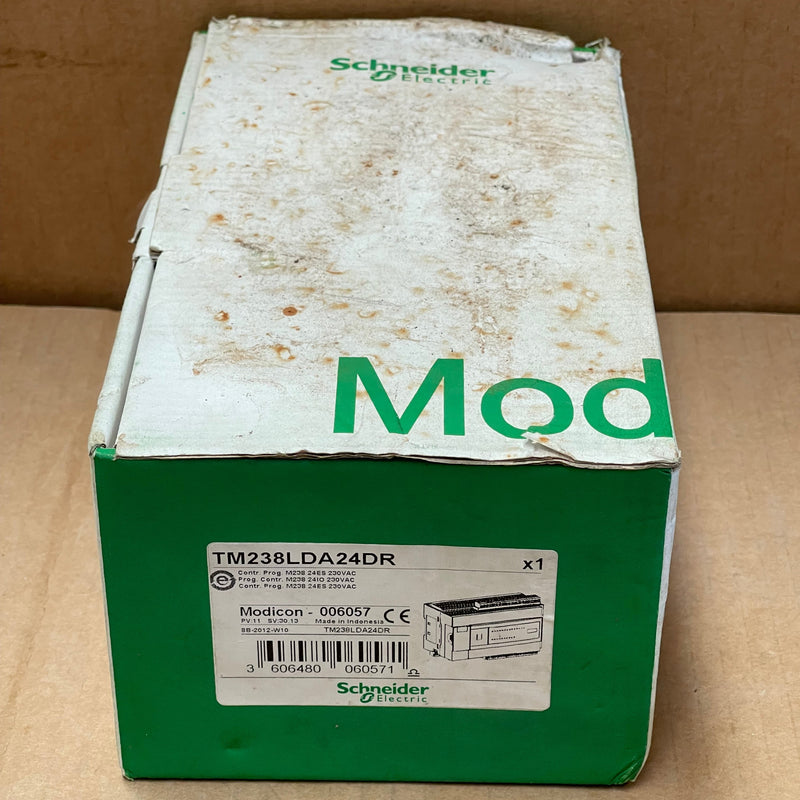 Schneider
Electric
Mod
TM238LDA24DR x1
Contr. Prog. M238 24ES 230VAC
Prog. Contr. M238 24IO 230VAC
Contr. Prog. M238 24ES 230VAC
Modicon - 006057 CE
PV:11 SV:30.13 Made in Indonesia
8B-2012-W10 TM238LDA24DR
3 606480 060571
Schneider
Electric